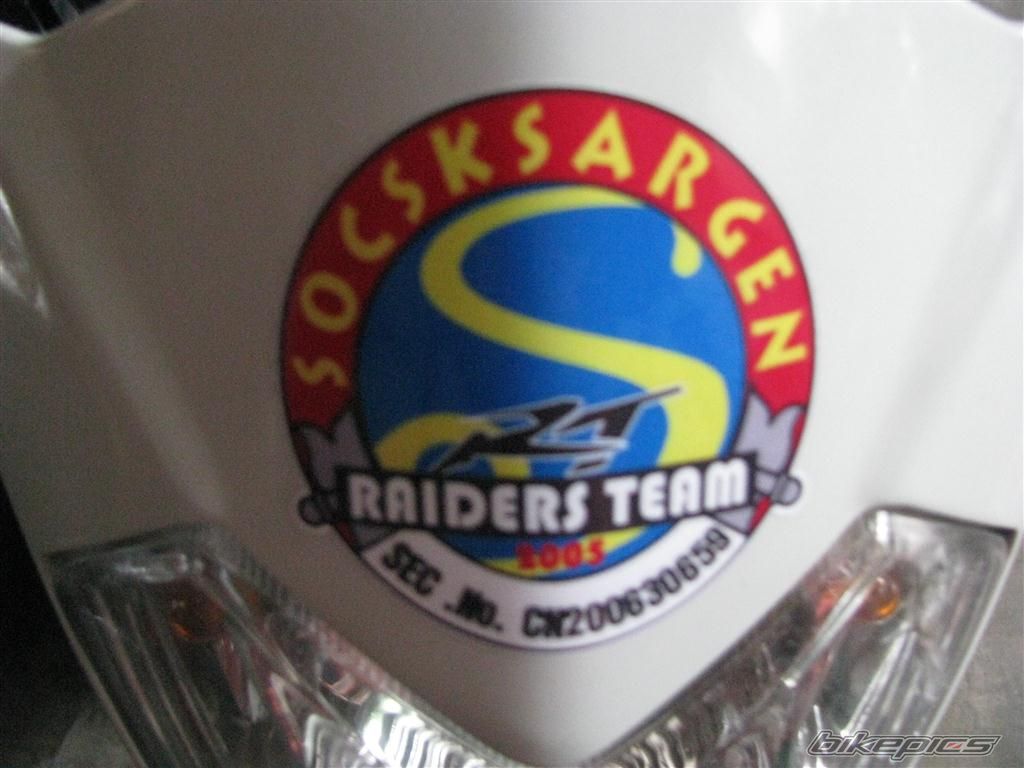 SOCSKSARGEN
RAIDERS TEAM
2005
SEC .NO. CN200630659
bikepics